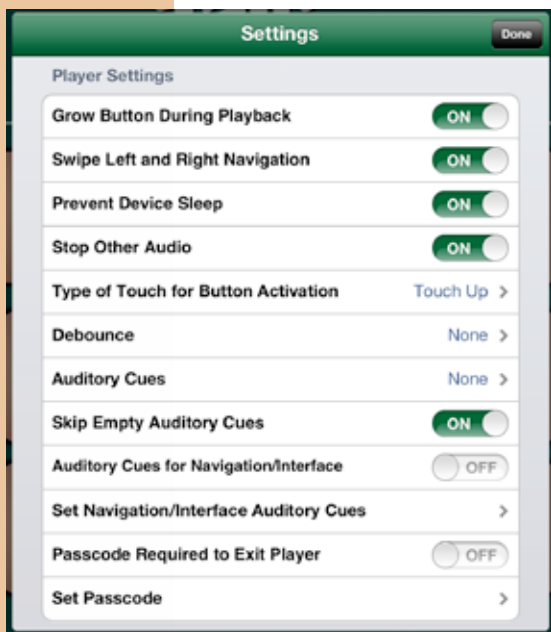 Settings
Done
Player Settings
Grow Button During Playback ON
Swipe Left and Right Navigation ON
Prevent Device Sleep ON
Stop Other Audio ON
Type of Touch for Button Activation Touch Up >
Debounce None >
Auditory Cues None >
Skip Empty Auditory Cues ON
Auditory Cues for Navigation/Interface OFF
Set Navigation/Interface Auditory Cues >
Passcode Required to Exit Player OFF
Set Passcode >